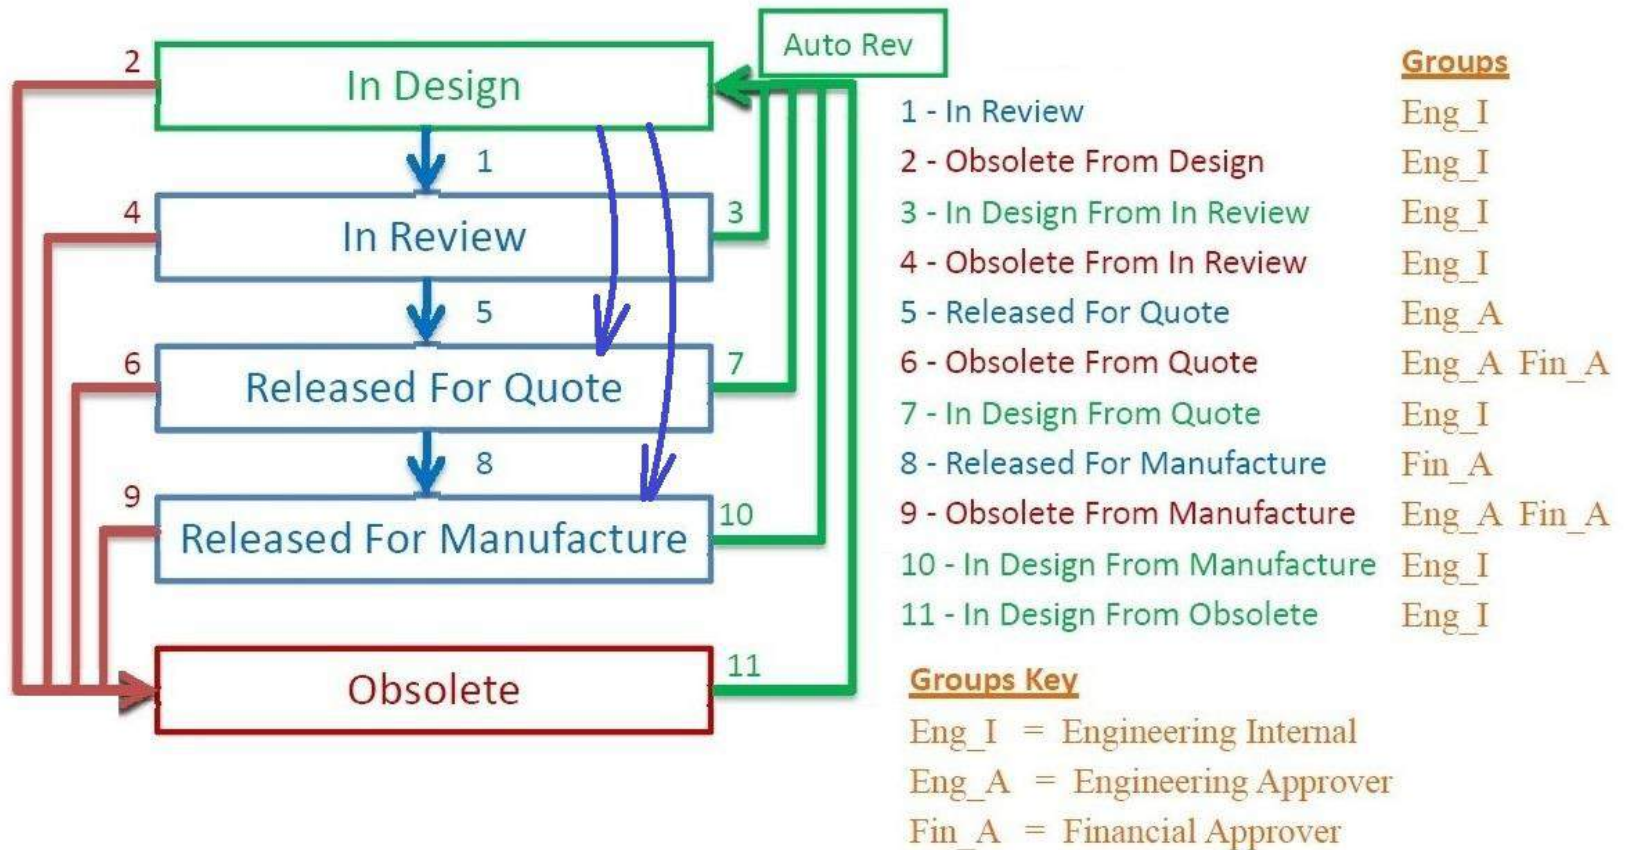 Auto Rev
2
In Design
1
4
In Review
3
5
6
Released For Quote
7
8
9
Released For Manufacture
10
Obsolete
11
Groups
1 - In Review Eng_I
2 - Obsolete From Design Eng_I
3 - In Design From In Review Eng_I
4 - Obsolete From In Review Eng_I
5 - Released For Quote Eng_A
6 - Obsolete From Quote Eng_A Fin_A
7 - In Design From Quote Eng_I
8 - Released For Manufacture Fin_A
9 - Obsolete From Manufacture Eng_A Fin_A
10 - In Design From Manufacture Eng_I
11 - In Design From Obsolete Eng_I
Groups Key
Eng_I = Engineering Internal
Eng_A = Engineering Approver
Fin_A = Financial Approver